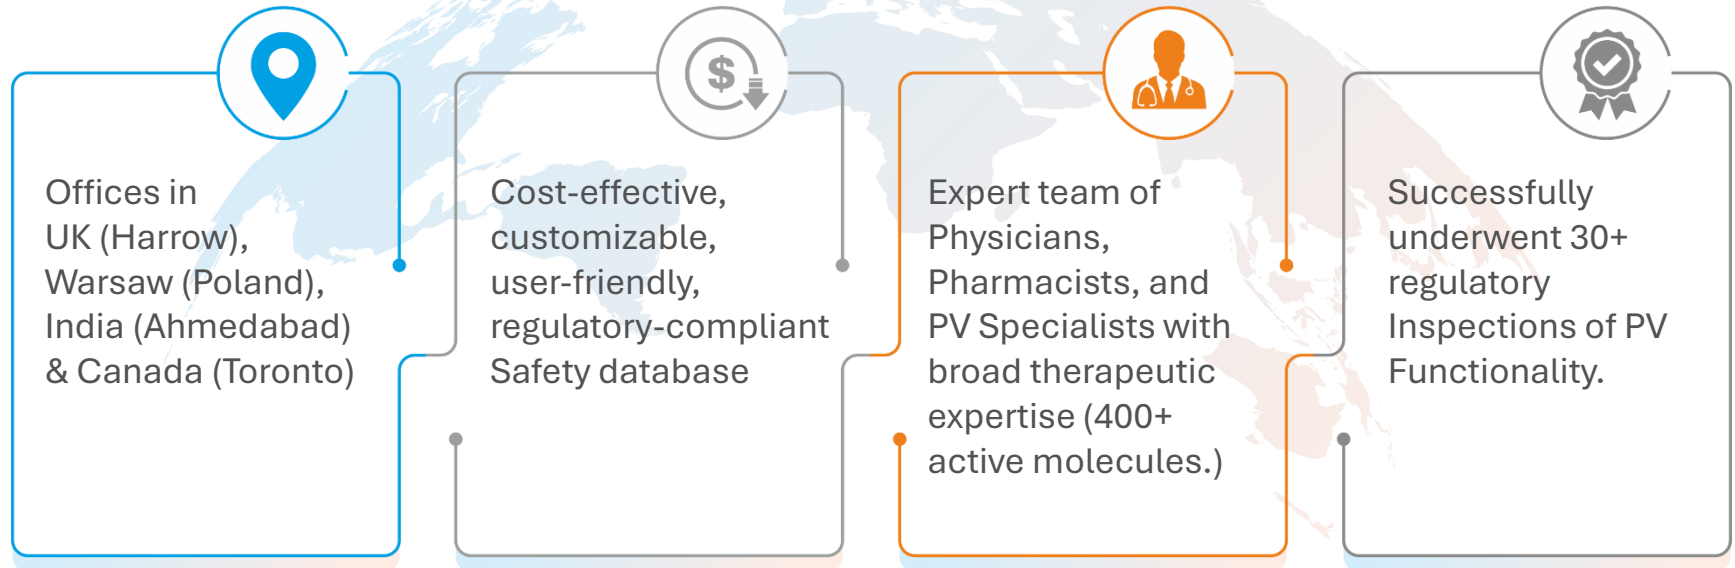 Offices in
UK (Harrow),
Warsaw (Poland),
India (Ahmedabad)
& Canada (Toronto)
Cost-effective,
customizable,
user-friendly,
regulatory-compliant
Safety database
Expert team of
Physicians,
Pharmacists, and
PV Specialists with
broad therapeutic
expertise (400+
active molecules.)
Successfully
underwent 30+
regulatory
Inspections of PV
Functionality.